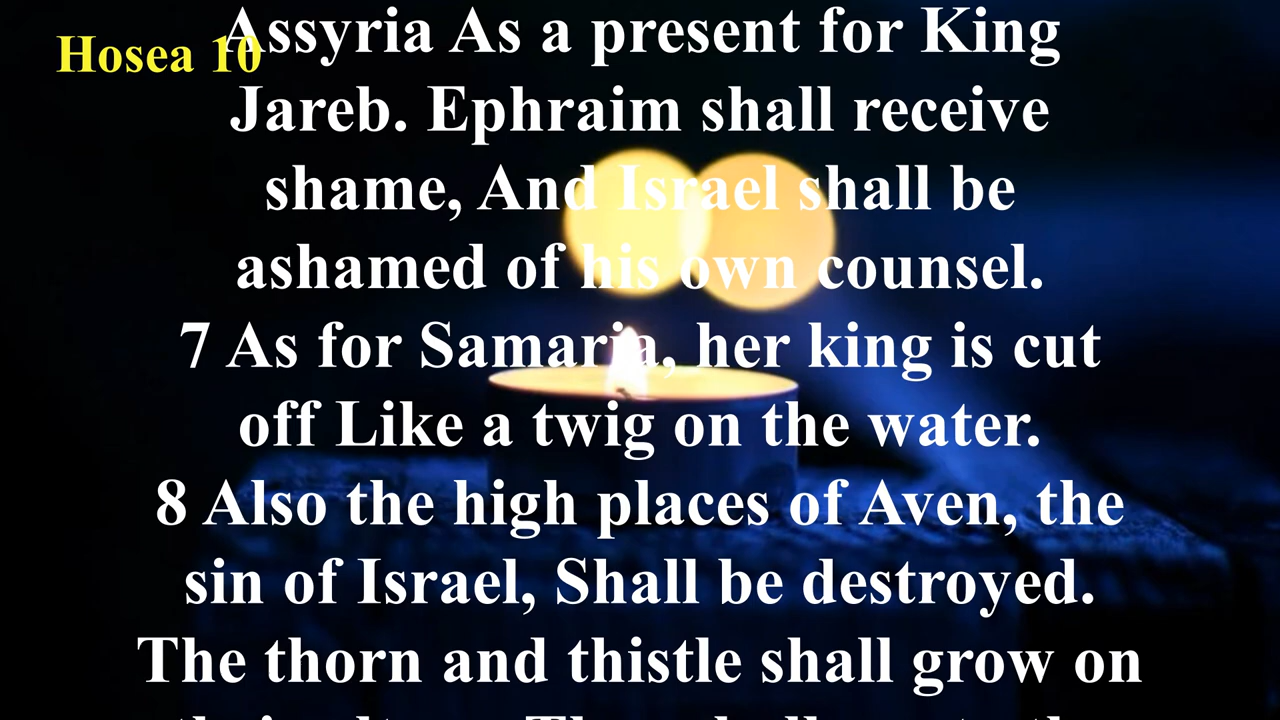 Hosea 10
Assyria As a present for King
Jareb. Ephraim shall receive
shame, And Israel shall be
ashamed of his own counsel.
7 As for Samaria, her king is cut
off Like a twig on the water.
8 Also the high places of Aven, the
sin of Israel, Shall be destroyed.
The thorn and thistle shall grow on